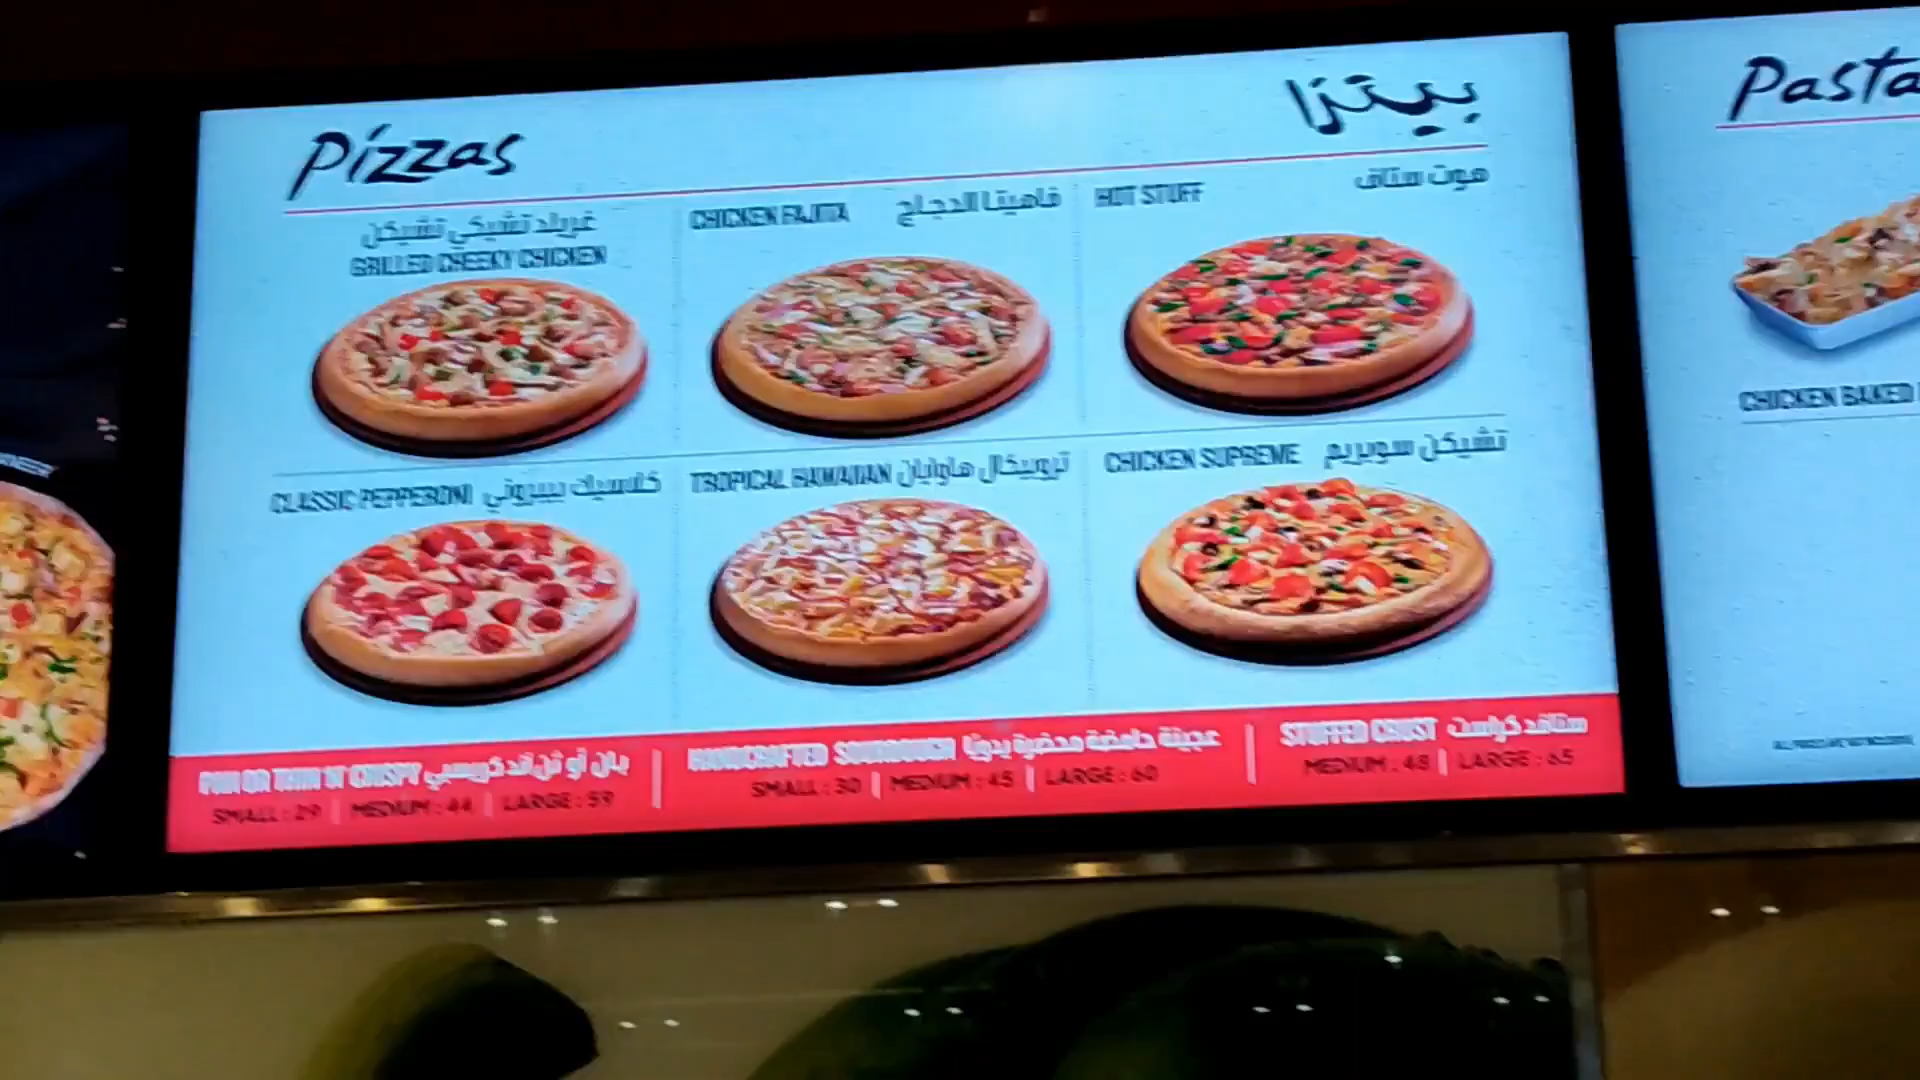 Pizzas
بيتزا
Pasta
غريلد تشيكي تشيكن
GRILLED CHEEKY CHICKEN
CHICKEN FAJITA فاهيتا الدجاج
HOT STUFF هوت ستاف
CLASSIC PEPPERONI كلاسيك بيبروني
TROPICAL HAWAIIAN تروبيكال هاوايان
CHICKEN SUPREME تشيكن سوبريم
CHICKEN BAKED
PAN OR THIN N' CRISPY بان أو ثن اند كريسبي
SMALL : 29 | MEDIUM : 44 | LARGE : 59
HANDCRAFTED SOURDOUGH عجينة حامضة محضرة يدويًا
SMALL : 30 | MEDIUM : 45 | LARGE : 60
STUFFED CRUST ستافد كراست
MEDIUM : 48 | LARGE : 65